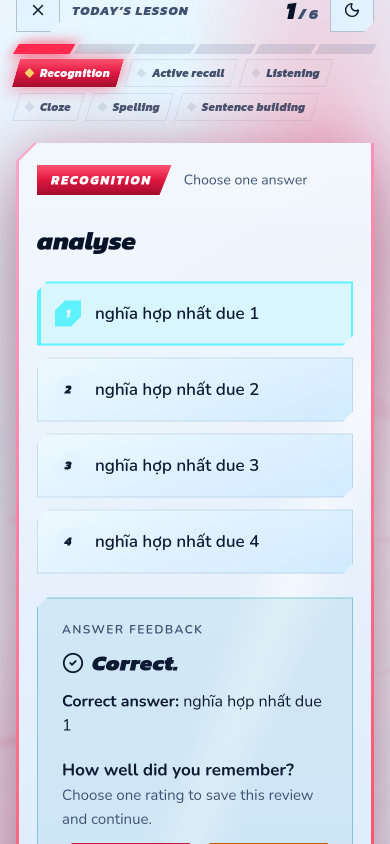 TODAY'S LESSON
1 / 6
Recognition
Active recall
Listening
Cloze
Spelling
Sentence building
RECOGNITION
Choose one answer
analyse
1 nghĩa hợp nhất due 1
2 nghĩa hợp nhất due 2
3 nghĩa hợp nhất due 3
4 nghĩa hợp nhất due 4
ANSWER FEEDBACK
Correct.
Correct answer: nghĩa hợp nhất due
1
How well did you remember?
Choose one rating to save this review
and continue.